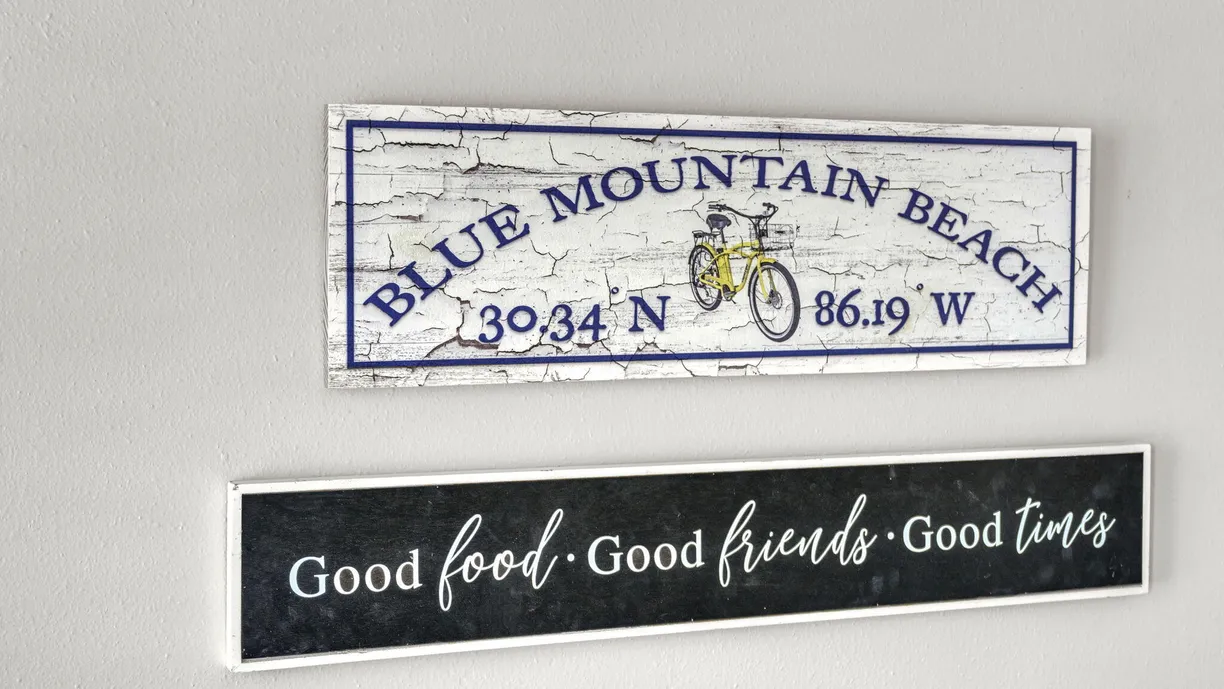 BLUE MOUNTAIN BEACH
30.34° N 86.19° W
Good food · Good friends · Good times